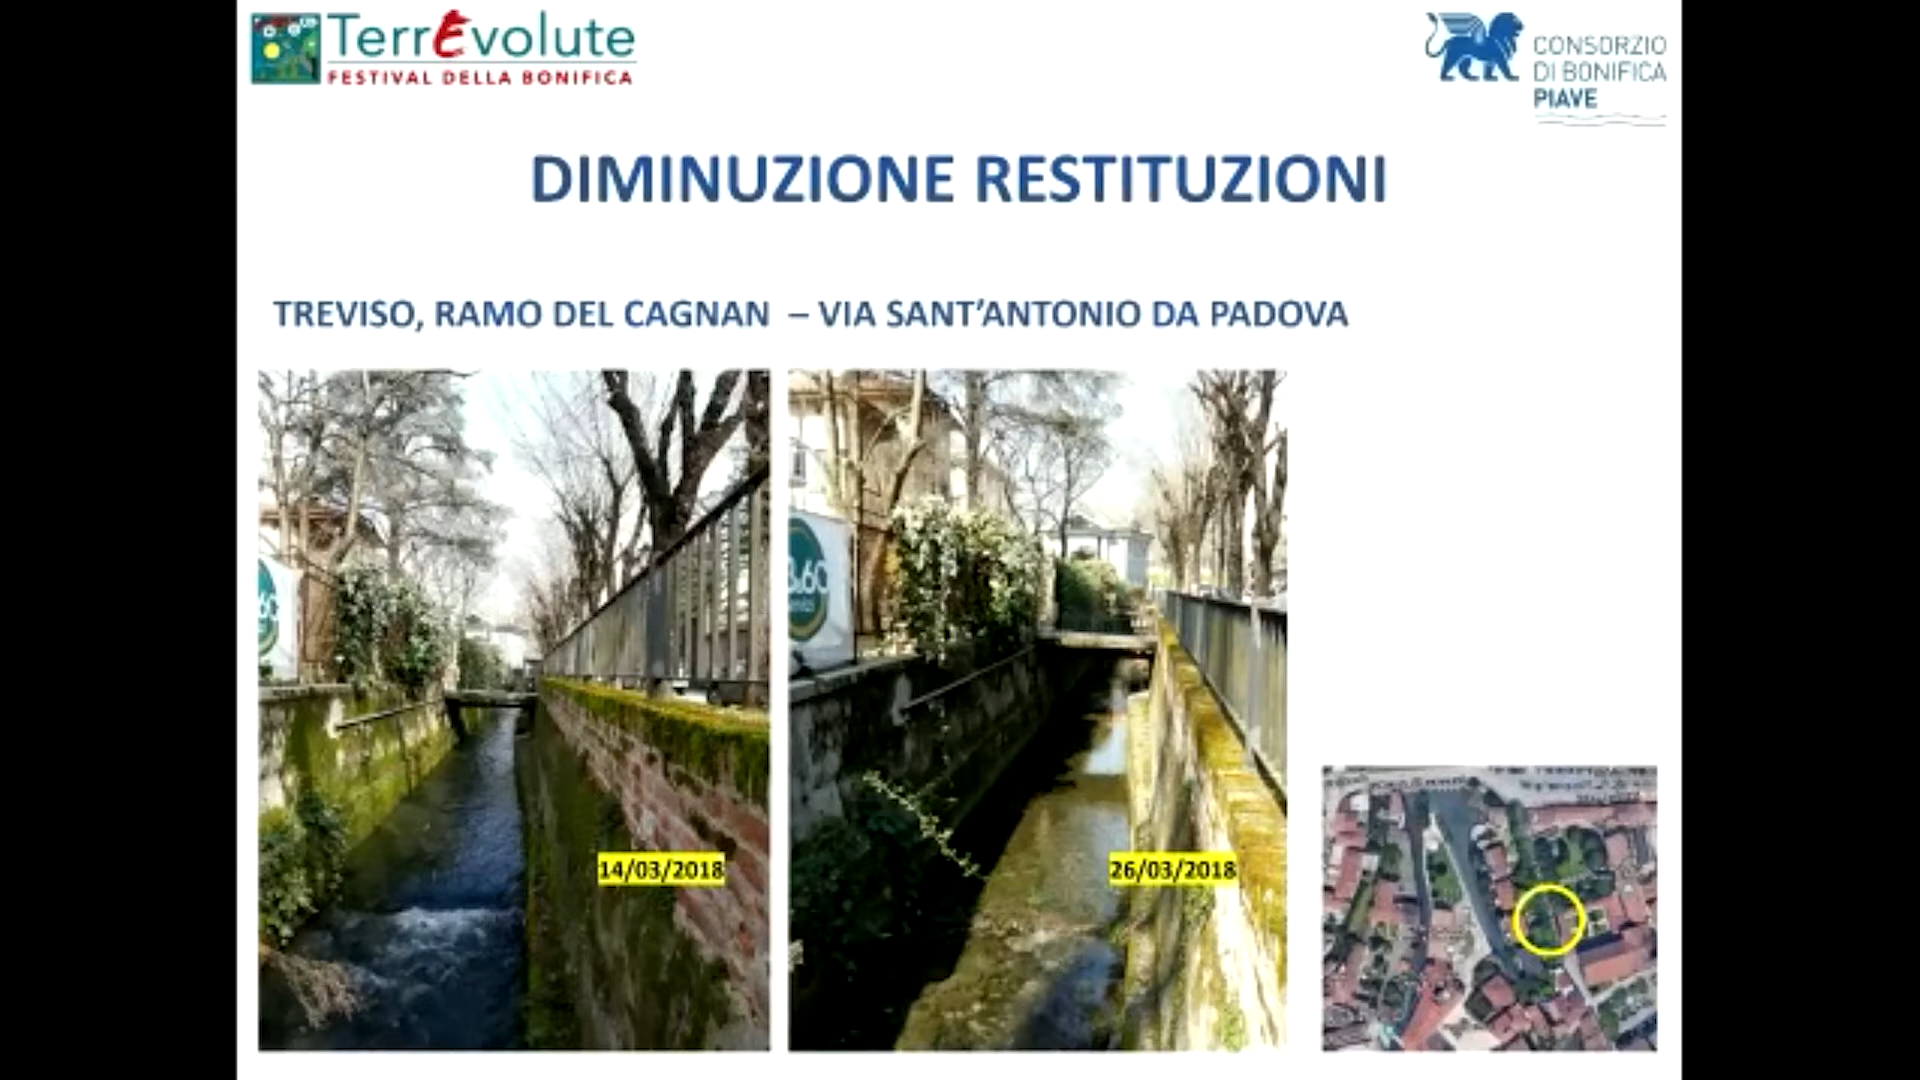 TerrEvolute
FESTIVAL DELLA BONIFICA
CONSORZIO
DI BONIFICA
PIAVE
DIMINUZIONE RESTITUZIONI
TREVISO, RAMO DEL CAGNAN – VIA SANT'ANTONIO DA PADOVA
14/03/2018
26/03/2018